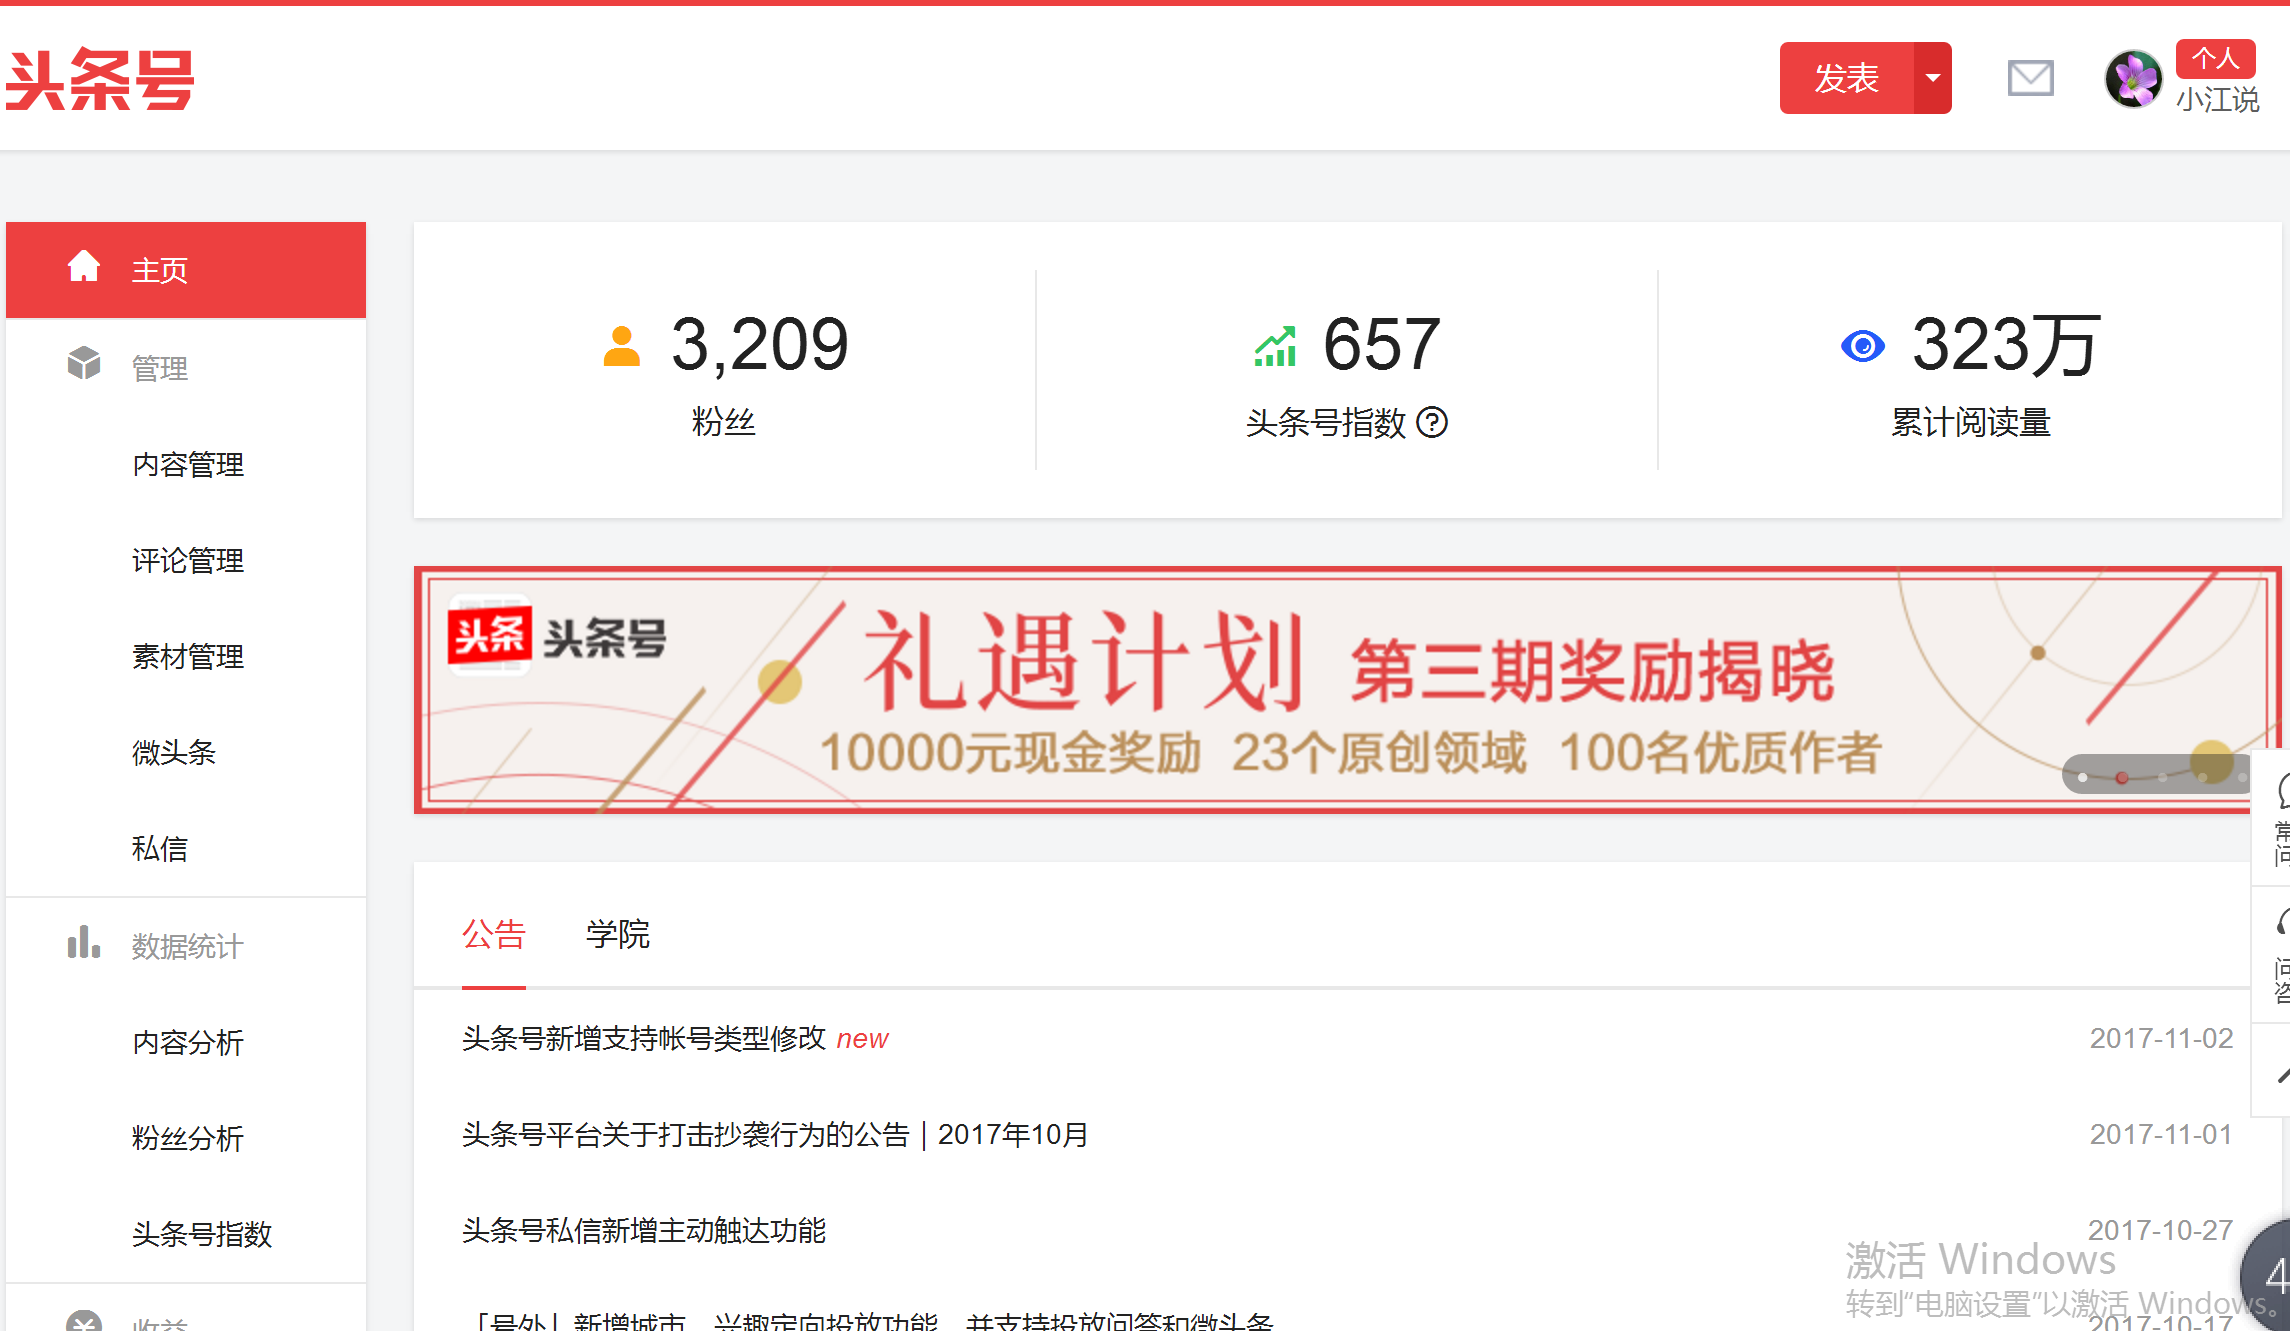 头条号
发表
个人
小江说
主页
管理
内容管理
评论管理
素材管理
微头条
私信
数据统计
内容分析
粉丝分析
头条号指数
收益
3,209
粉丝
657
头条号指数
323万
累计阅读量
头条 头条号
礼遇计划 第三期奖励揭晓
10000元现金奖励 23个原创领域 100名优质作者
公告 学院
头条号新增支持帐号类型修改 new 2017-11-02
头条号平台关于打击抄袭行为的公告 | 2017年10月 2017-11-01
头条号私信新增主动触达功能 2017-10-27
「号外」新增城市、兴趣定向投放功能，并支持投放问答和微头条 2017-10-17
常
问
问
咨
4
激活 Windows
转到“电脑设置”以激活 Windows。